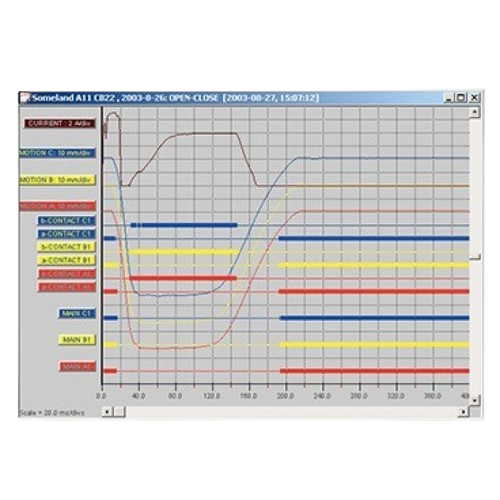 Someland A11 CB22 , 2003-8-26: OPEN-CLOSE [2003-08-27, 15:07:12]
CURRENT : 2 A/div
MOTION C: 10 mm/div
MOTION B: 10 mm/div
MOTION A: 10 mm/div
b-CONTACT C1
a-CONTACT C1
b-CONTACT B1
a-CONTACT B1
b-CONTACT A1
a-CONTACT A1
MAIN C1
MAIN B1
MAIN A1
0.0 40.0 80.0 120.0 160.0 200.0 240.0 280.0 320.0 360.0 40
Scale = 20.0 ms/divs